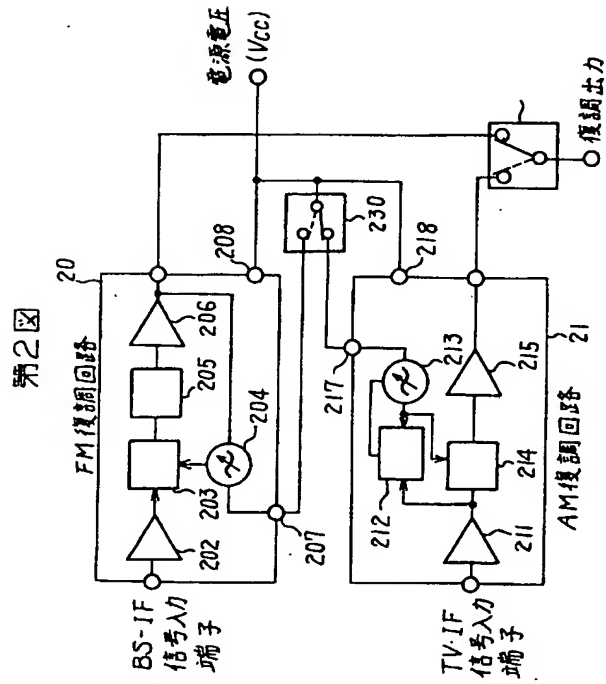 第2図
20
FM復調回路
BS-IF
信号入力
端子
202
203
204
205
206
207
208
電源電圧
(Vcc)
230
TV・IF
信号入力
端子
211
212
213
214
215
217
218
21
AM復調回路
復調出力